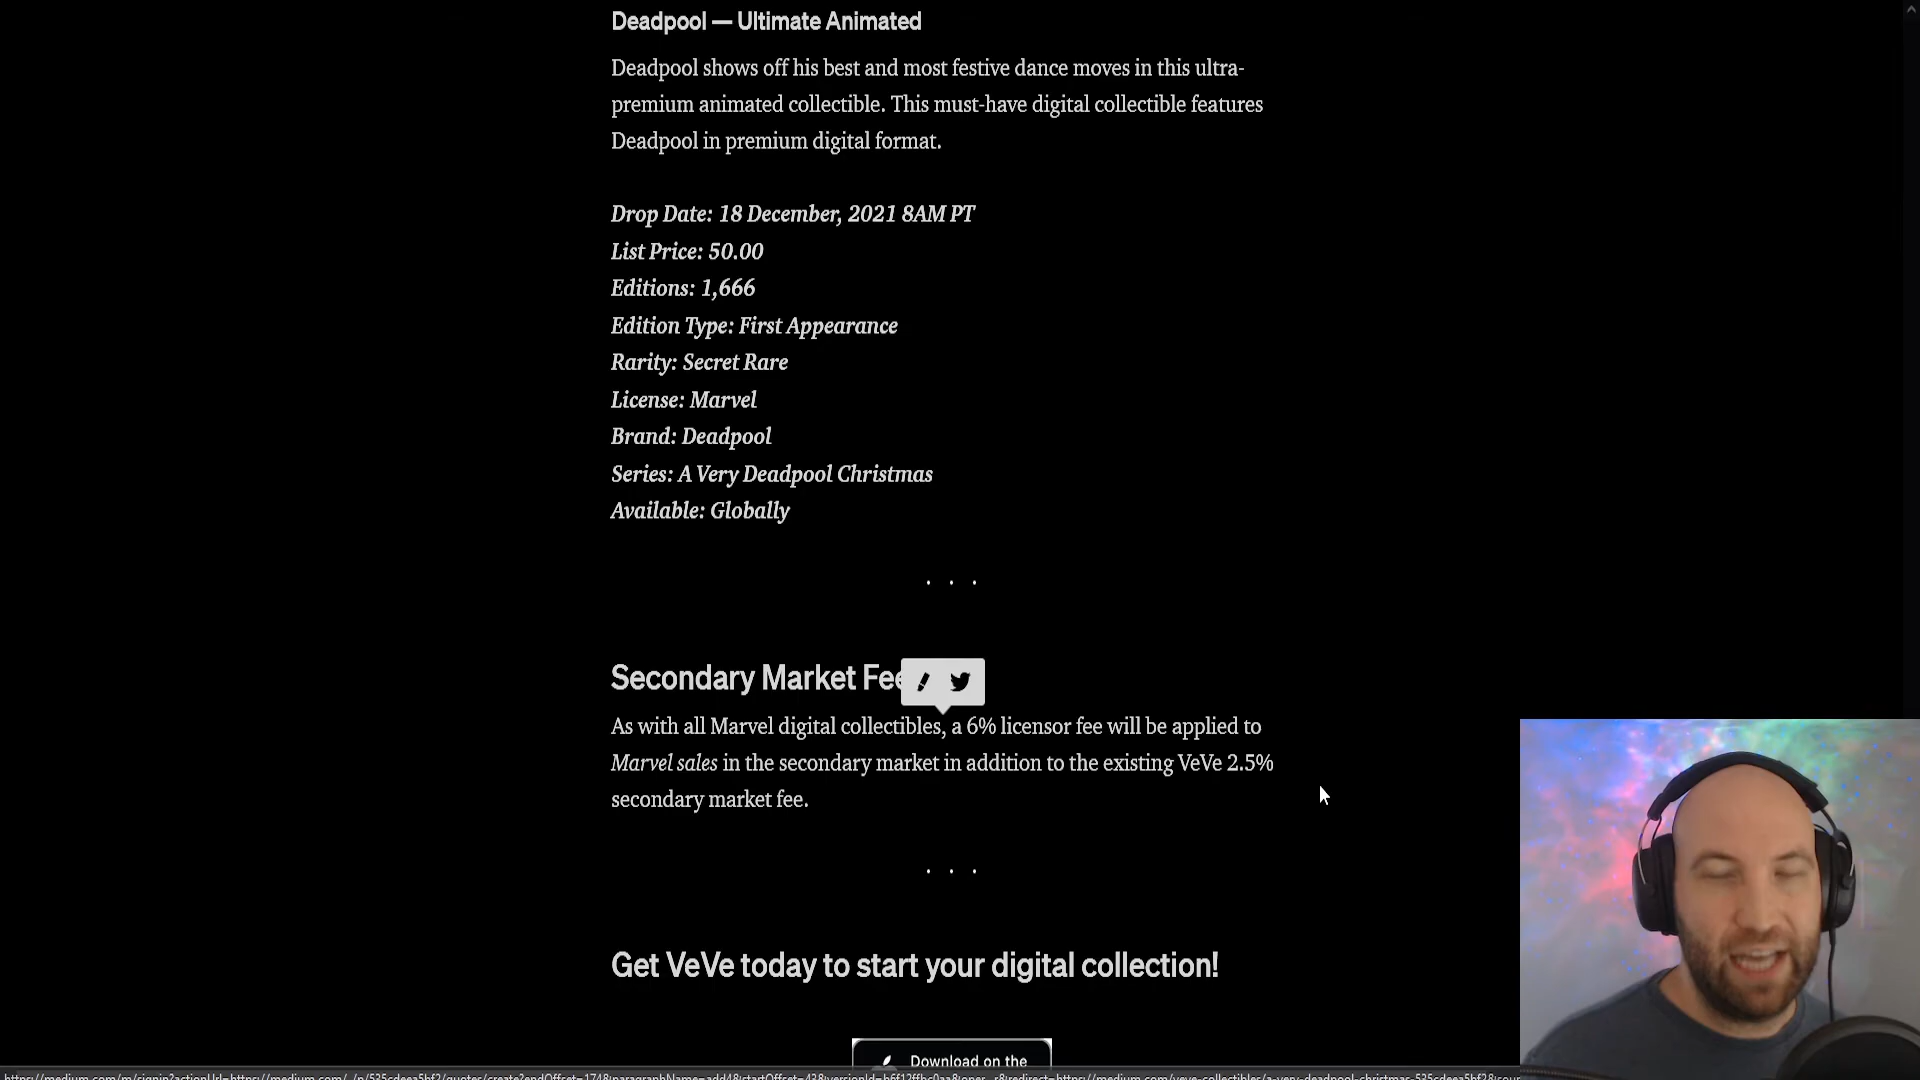 Deadpool — Ultimate Animated
Deadpool shows off his best and most festive dance moves in this ultra-
premium animated collectible. This must-have digital collectible features
Deadpool in premium digital format.
Drop Date: 18 December, 2021 8AM PT
List Price: 50.00
Editions: 1,666
Edition Type: First Appearance
Rarity: Secret Rare
License: Marvel
Brand: Deadpool
Series: A Very Deadpool Christmas
Available: Globally
. . .
Secondary Market Fee
As with all Marvel digital collectibles, a 6% licensor fee will be applied to
Marvel sales in the secondary market in addition to the existing VeVe 2.5%
secondary market fee.
. . .
Get VeVe today to start your digital collection!
Download on the